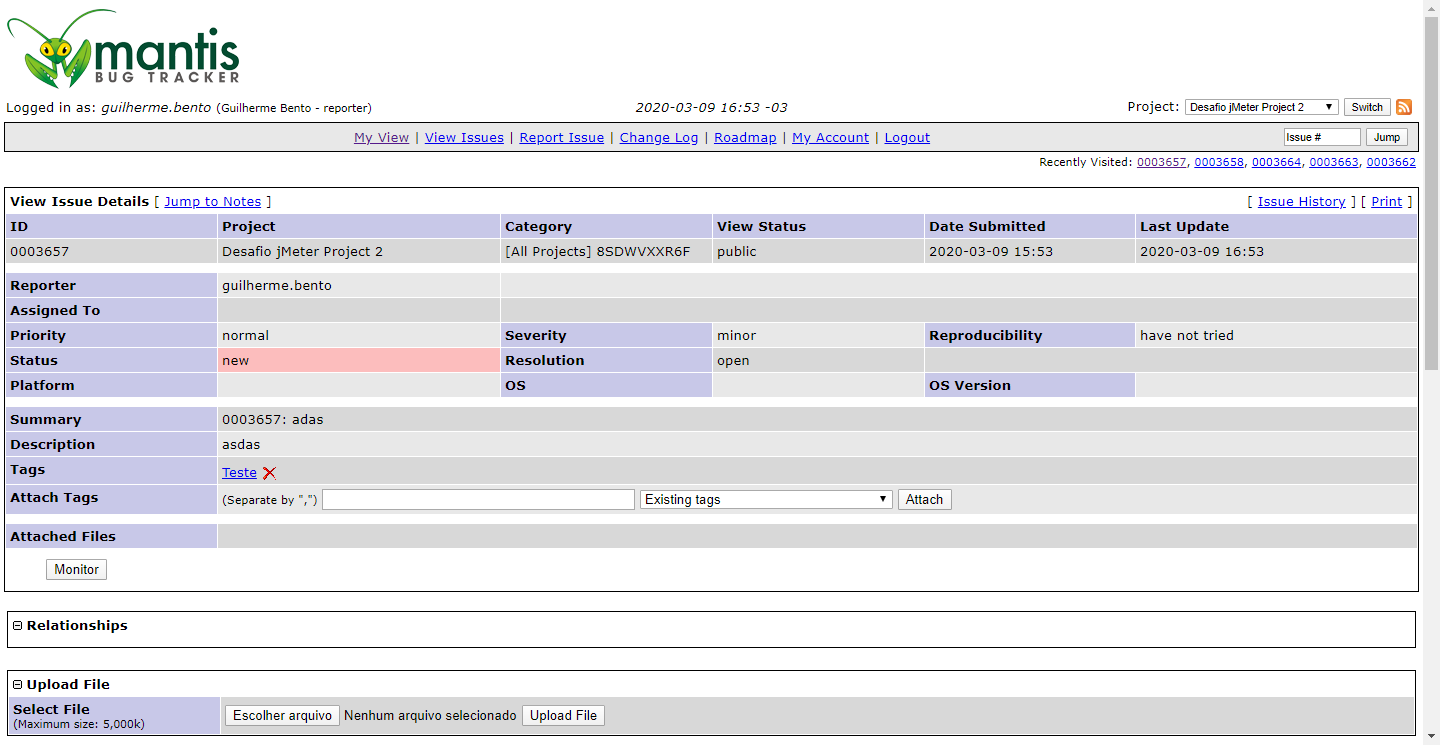 mantis
BUG TRACKER
Logged in as: guilherme.bento (Guilherme Bento - reporter) 2020-03-09 16:53 -03 Project: Desafio jMeter Project 2 Switch
My View | View Issues | Report Issue | Change Log | Roadmap | My Account | Logout Issue # Jump
Recently Visited: 0003657, 0003658, 0003664, 0003663, 0003662
View Issue Details [ Jump to Notes ] [ Issue History ] [ Print ]
ID Project Category View Status Date Submitted Last Update
0003657 Desafio jMeter Project 2 [All Projects] 8SDWVXXR6F public 2020-03-09 15:53 2020-03-09 16:53
Reporter guilherme.bento
Assigned To
Priority normal Severity minor Reproducibility have not tried
Status new Resolution open
Platform OS OS Version
Summary 0003657: adas
Description asdas
Tags Teste
Attach Tags (Separate by ",") Existing tags Attach
Attached Files
Monitor
Relationships
Upload File
Select File
(Maximum size: 5,000k) Escolher arquivo Nenhum arquivo selecionado Upload File